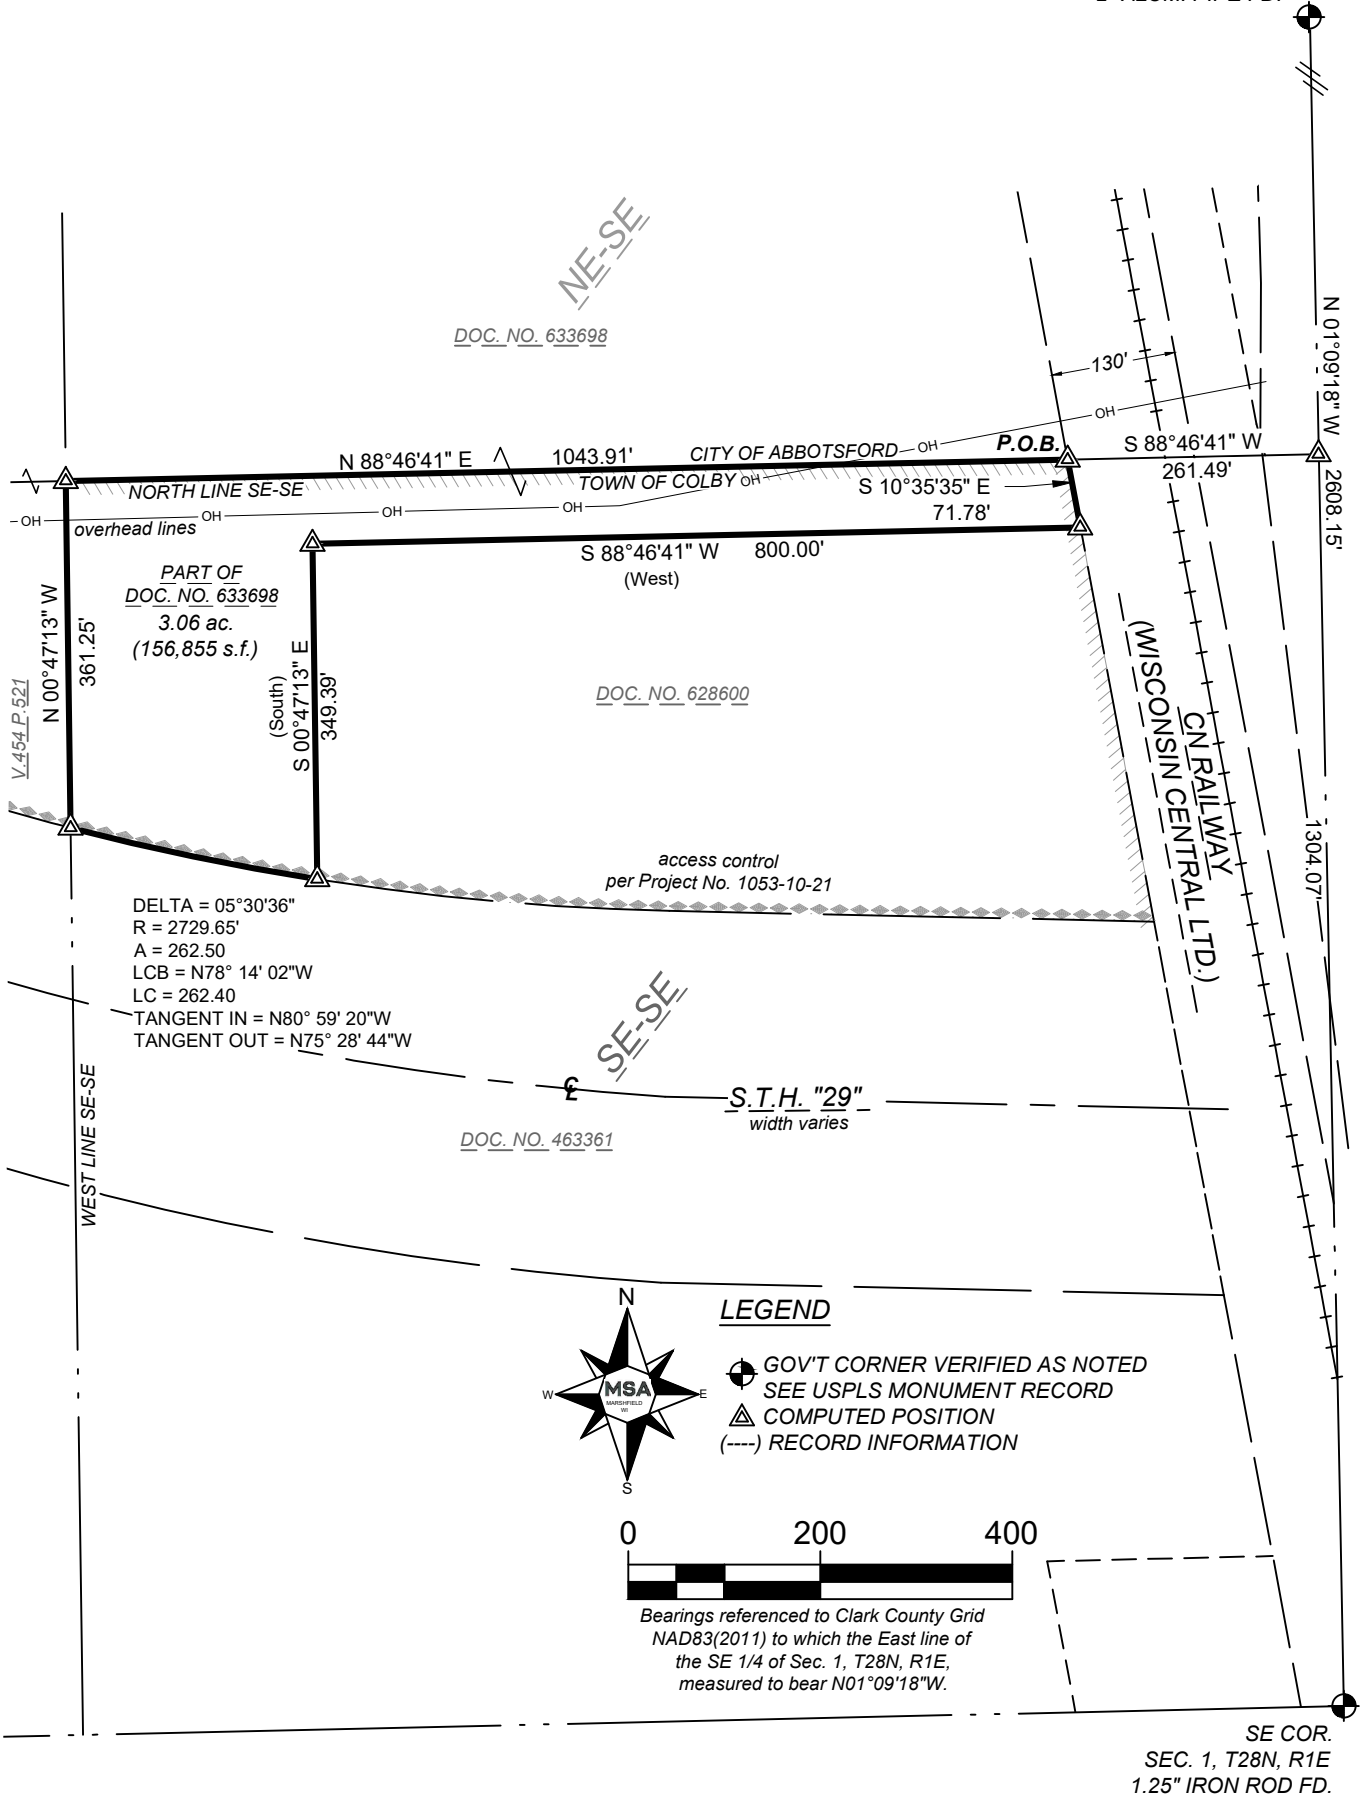 NE-SE
DOC. NO. 633698
N 01°09'18" W
2608.15'
130'
OH
P.O.B.
S 88°46'41" W
261.49'
N 88°46'41" E
1043.91'
CITY OF ABBOTSFORD
OH
NORTH LINE SE-SE
TOWN OF COLBY
OH
S 10°35'35" E
71.78'
OH
OH
OH
OH
overhead lines
S 88°46'41" W
800.00'
(West)
PART OF
DOC. NO. 633698
3.06 ac.
(156,855 s.f.)
N 00°47'13" W
361.25'
V.454 P.521
(South)
S 00°47'13" E
349.39'
DOC. NO. 628600
CN RAILWAY
(WISCONSIN CENTRAL LTD.)
1304.07'
access control
per Project No. 1053-10-21
DELTA = 05°30'36"
R = 2729.65'
A = 262.50
LCB = N78° 14' 02"W
LC = 262.40
TANGENT IN = N80° 59' 20"W
TANGENT OUT = N75° 28' 44"W
SE-SE
WEST LINE SE-SE
S.T.H. "29"
width varies
DOC. NO. 463361
N
W
E
S
MSA
MARSHFIELD
WI
LEGEND
GOV'T CORNER VERIFIED AS NOTED
SEE USPLS MONUMENT RECORD
COMPUTED POSITION
(----) RECORD INFORMATION
0 200 400
Bearings referenced to Clark County Grid
NAD83(2011) to which the East line of
the SE 1/4 of Sec. 1, T28N, R1E,
measured to bear N01°09'18"W.
SE COR.
SEC. 1, T28N, R1E
1.25" IRON ROD FD.